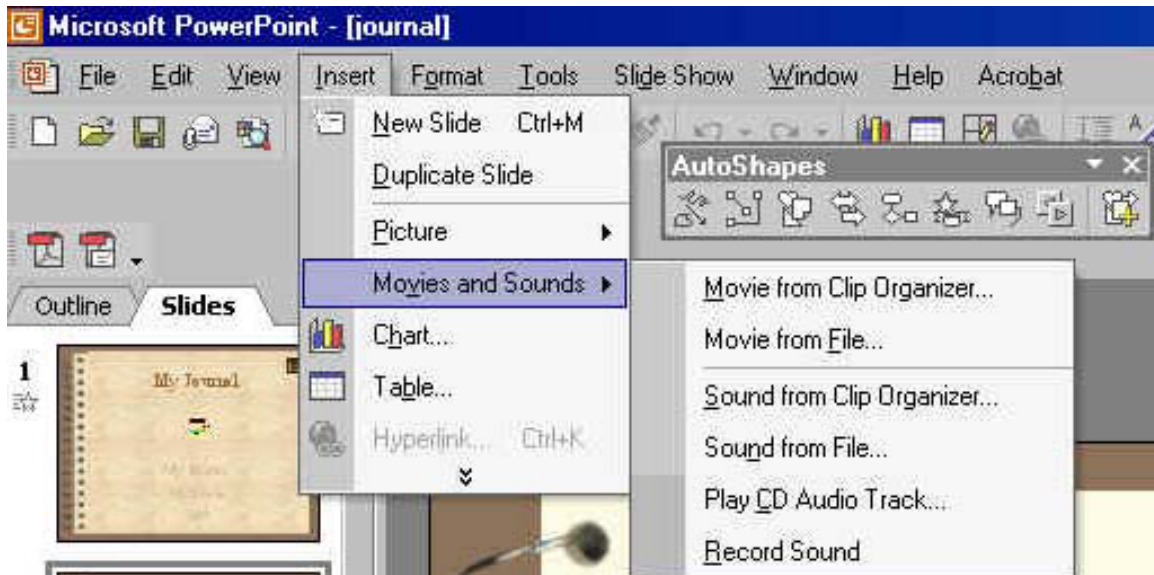 Microsoft PowerPoint - [journal]
File Edit View Insert Format Tools Slide Show Window Help Acrobat
New Slide Ctrl+M
Duplicate Slide
Picture
Movies and Sounds
Chart...
Table...
Hyperlink... Ctrl+K
AutoShapes
Movie from Clip Organizer...
Movie from File...
Sound from Clip Organizer...
Sound from File...
Play CD Audio Track...
Record Sound
Outline Slides
1
My Journal